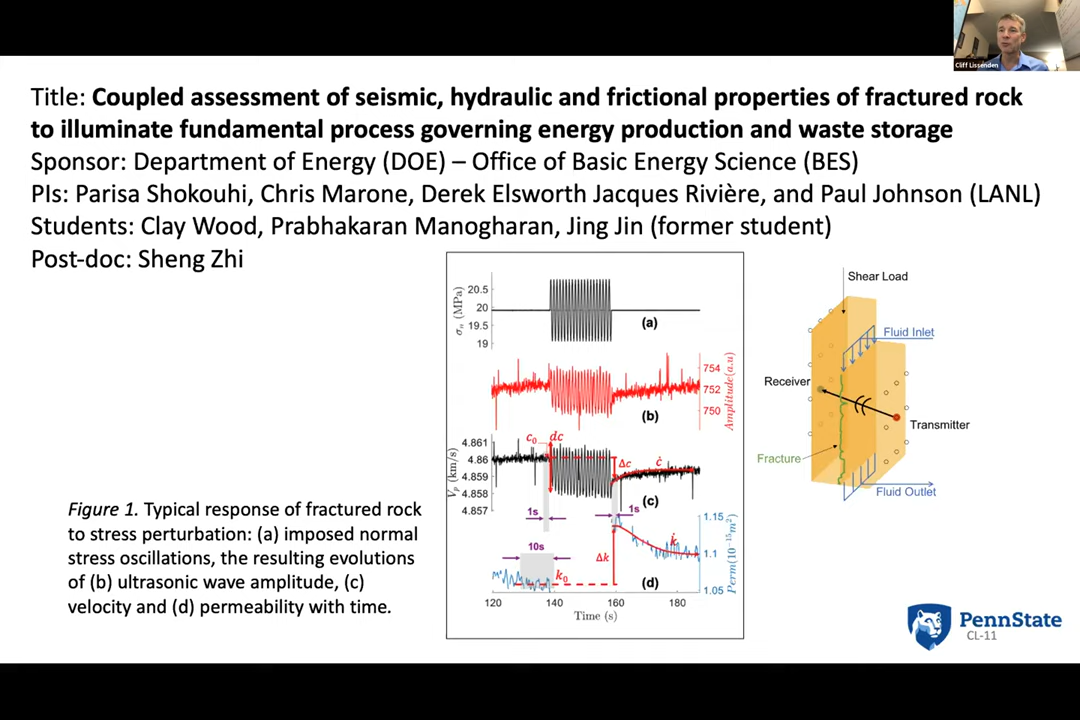 Cliff Lissenden
Title: Coupled assessment of seismic, hydraulic and frictional properties of fractured rock
to illuminate fundamental process governing energy production and waste storage
Sponsor: Department of Energy (DOE) – Office of Basic Energy Science (BES)
PIs: Parisa Shokouhi, Chris Marone, Derek Elsworth Jacques Rivière, and Paul Johnson (LANL)
Students: Clay Wood, Prabhakaran Manogharan, Jing Jin (former student)
Post-doc: Sheng Zhi
σn (MPa)
20.5
20
19.5
19
(a)
754
752
750
Amplitude(a.u)
(b)
Vp (km/s)
4.861
4.86
4.859
4.858
4.857
c0
dc
Δc
ċ
(c)
1s
1s
10s
k0
Δk
k̇
(d)
1.15
1.1
1.05
Perm(10⁻¹⁵m²)
120
140
160
180
Time (s)
Shear Load
Fluid Inlet
Receiver
Transmitter
Fracture
Fluid Outlet
Figure 1. Typical response of fractured rock
to stress perturbation: (a) imposed normal
stress oscillations, the resulting evolutions
of (b) ultrasonic wave amplitude, (c)
velocity and (d) permeability with time.
PennState
CL-11